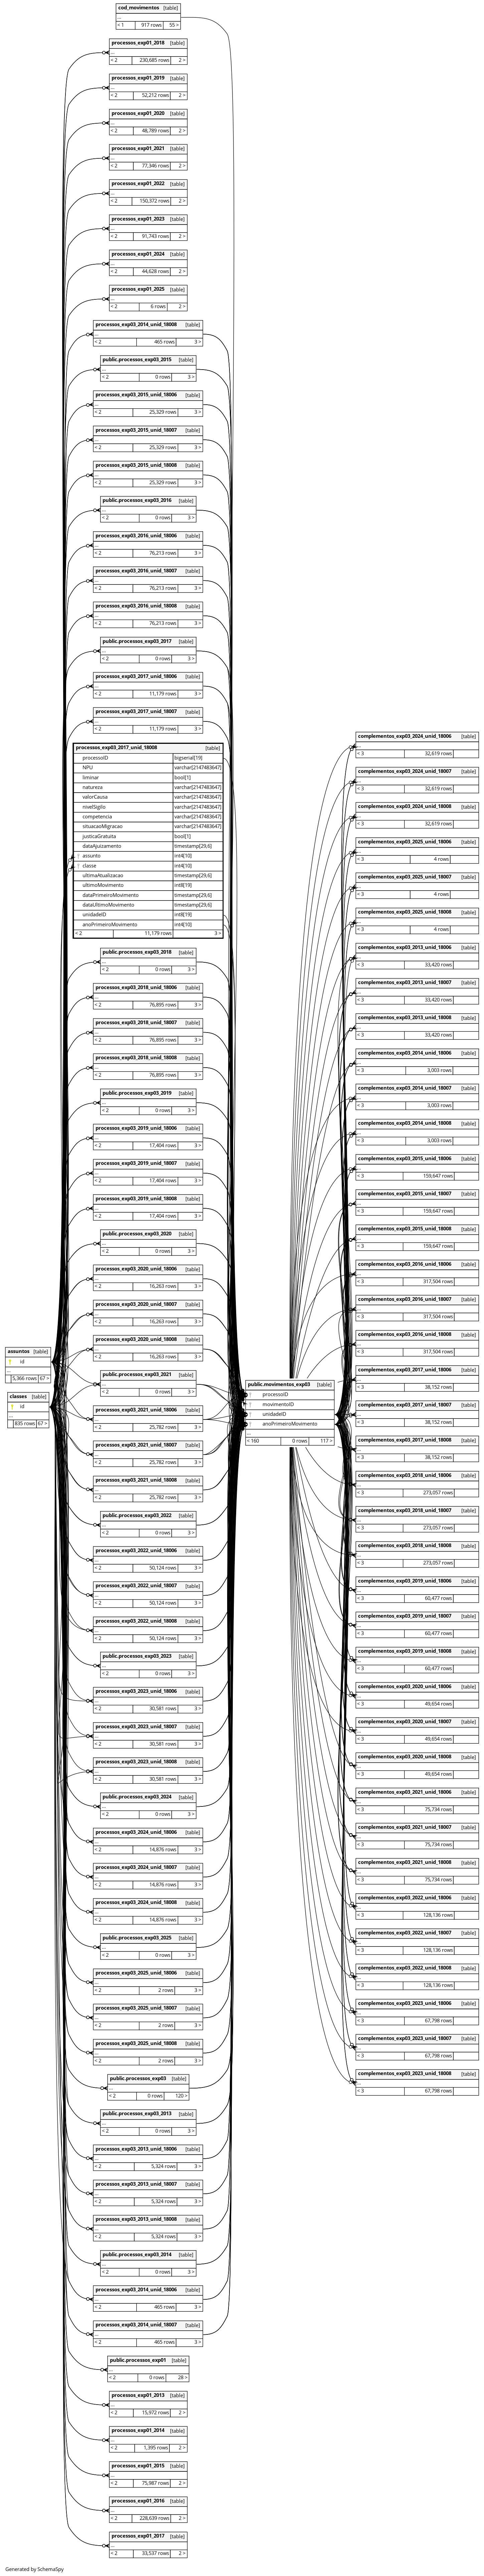 cod_movimentos [table]
...
< 1 917 rows 55 >
processos_exp01_2018 [table]
...
< 2 230,685 rows 2 >
processos_exp01_2019 [table]
...
< 2 52,212 rows 2 >
processos_exp01_2020 [table]
...
< 2 48,789 rows 2 >
processos_exp01_2021 [table]
...
< 2 77,346 rows 2 >
processos_exp01_2022 [table]
...
< 2 150,372 rows 2 >
processos_exp01_2023 [table]
...
< 2 91,743 rows 2 >
processos_exp01_2024 [table]
...
< 2 44,628 rows 2 >
processos_exp01_2025 [table]
...
< 2 6 rows 2 >
processos_exp03_2014_unid_18008 [table]
...
< 2 465 rows 3 >
public.processos_exp03_2015 [table]
...
< 2 0 rows 3 >
processos_exp03_2015_unid_18006 [table]
...
< 2 25,329 rows 3 >
processos_exp03_2015_unid_18007 [table]
...
< 2 25,329 rows 3 >
processos_exp03_2015_unid_18008 [table]
...
< 2 25,329 rows 3 >
public.processos_exp03_2016 [table]
...
< 2 0 rows 3 >
processos_exp03_2016_unid_18006 [table]
...
< 2 76,213 rows 3 >
processos_exp03_2016_unid_18007 [table]
...
< 2 76,213 rows 3 >
processos_exp03_2016_unid_18008 [table]
...
< 2 76,213 rows 3 >
public.processos_exp03_2017 [table]
...
< 2 0 rows 3 >
processos_exp03_2017_unid_18006 [table]
...
< 2 11,179 rows 3 >
processos_exp03_2017_unid_18007 [table]
...
< 2 11,179 rows 3 >
processos_exp03_2017_unid_18008 [table]
processoID bigserial[19]
NPU varchar[2147483647]
liminar bool[1]
natureza varchar[2147483647]
valorCausa varchar[2147483647]
nivelSigilo varchar[2147483647]
competencia varchar[2147483647]
situacaoMigracao varchar[2147483647]
justicaGratuita bool[1]
dataAjuizamento timestamp[29,6]
assunto int4[10]
classe int4[10]
ultimaAtualizacao timestamp[29,6]
ultimoMovimento int8[19]
dataPrimeiroMovimento timestamp[29,6]
dataUltimoMovimento timestamp[29,6]
unidadeID int8[19]
anoPrimeiroMovimento int4[10]
< 2 11,179 rows 3 >
public.processos_exp03_2018 [table]
...
< 2 0 rows 3 >
processos_exp03_2018_unid_18006 [table]
...
< 2 76,895 rows 3 >
processos_exp03_2018_unid_18007 [table]
...
< 2 76,895 rows 3 >
processos_exp03_2018_unid_18008 [table]
...
< 2 76,895 rows 3 >
public.processos_exp03_2019 [table]
...
< 2 0 rows 3 >
processos_exp03_2019_unid_18006 [table]
...
< 2 17,404 rows 3 >
processos_exp03_2019_unid_18007 [table]
...
< 2 17,404 rows 3 >
processos_exp03_2019_unid_18008 [table]
...
< 2 17,404 rows 3 >
public.processos_exp03_2020 [table]
...
< 2 0 rows 3 >
processos_exp03_2020_unid_18006 [table]
...
< 2 16,263 rows 3 >
processos_exp03_2020_unid_18007 [table]
...
< 2 16,263 rows 3 >
processos_exp03_2020_unid_18008 [table]
...
< 2 16,263 rows 3 >
public.processos_exp03_2021 [table]
...
< 2 0 rows 3 >
processos_exp03_2021_unid_18006 [table]
...
< 2 25,782 rows 3 >
processos_exp03_2021_unid_18007 [table]
...
< 2 25,782 rows 3 >
processos_exp03_2021_unid_18008 [table]
...
< 2 25,782 rows 3 >
public.processos_exp03_2022 [table]
...
< 2 0 rows 3 >
processos_exp03_2022_unid_18006 [table]
...
< 2 50,124 rows 3 >
processos_exp03_2022_unid_18007 [table]
...
< 2 50,124 rows 3 >
processos_exp03_2022_unid_18008 [table]
...
< 2 50,124 rows 3 >
public.processos_exp03_2023 [table]
...
< 2 0 rows 3 >
processos_exp03_2023_unid_18006 [table]
...
< 2 30,581 rows 3 >
processos_exp03_2023_unid_18007 [table]
...
< 2 30,581 rows 3 >
processos_exp03_2023_unid_18008 [table]
...
< 2 30,581 rows 3 >
public.processos_exp03_2024 [table]
...
< 2 0 rows 3 >
processos_exp03_2024_unid_18006 [table]
...
< 2 14,876 rows 3 >
processos_exp03_2024_unid_18007 [table]
...
< 2 14,876 rows 3 >
processos_exp03_2024_unid_18008 [table]
...
< 2 14,876 rows 3 >
public.processos_exp03_2025 [table]
...
< 2 0 rows 3 >
processos_exp03_2025_unid_18006 [table]
...
< 2 2 rows 3 >
processos_exp03_2025_unid_18007 [table]
...
< 2 2 rows 3 >
processos_exp03_2025_unid_18008 [table]
...
< 2 2 rows 3 >
public.processos_exp03 [table]
...
< 2 0 rows 120 >
public.processos_exp03_2013 [table]
...
< 2 0 rows 3 >
processos_exp03_2013_unid_18006 [table]
...
< 2 5,324 rows 3 >
processos_exp03_2013_unid_18007 [table]
...
< 2 5,324 rows 3 >
processos_exp03_2013_unid_18008 [table]
...
< 2 5,324 rows 3 >
public.processos_exp03_2014 [table]
...
< 2 0 rows 3 >
processos_exp03_2014_unid_18006 [table]
...
< 2 465 rows 3 >
processos_exp03_2014_unid_18007 [table]
...
< 2 465 rows 3 >
public.processos_exp01 [table]
...
< 2 0 rows 28 >
processos_exp01_2013 [table]
...
< 2 15,972 rows 2 >
processos_exp01_2014 [table]
...
< 2 1,395 rows 2 >
processos_exp01_2015 [table]
...
< 2 75,987 rows 2 >
processos_exp01_2016 [table]
...
< 2 228,639 rows 2 >
processos_exp01_2017 [table]
...
< 2 33,537 rows 2 >
assuntos [table]
id
...
5,366 rows 67 >
classes [table]
id
...
835 rows 67 >
public.movimentos_exp03 [table]
processoID
movimentoID
unidadeID
anoPrimeiroMovimento
...
< 160 0 rows 117 >
complementos_exp03_2024_unid_18006 [table]
...
< 3 32,619 rows
complementos_exp03_2024_unid_18007 [table]
...
< 3 32,619 rows
complementos_exp03_2024_unid_18008 [table]
...
< 3 32,619 rows
complementos_exp03_2025_unid_18006 [table]
...
< 3 4 rows
complementos_exp03_2025_unid_18007 [table]
...
< 3 4 rows
complementos_exp03_2025_unid_18008 [table]
...
< 3 4 rows
complementos_exp03_2013_unid_18006 [table]
...
< 3 33,420 rows
complementos_exp03_2013_unid_18007 [table]
...
< 3 33,420 rows
complementos_exp03_2013_unid_18008 [table]
...
< 3 33,420 rows
complementos_exp03_2014_unid_18006 [table]
...
< 3 3,003 rows
complementos_exp03_2014_unid_18007 [table]
...
< 3 3,003 rows
complementos_exp03_2014_unid_18008 [table]
...
< 3 3,003 rows
complementos_exp03_2015_unid_18006 [table]
...
< 3 159,647 rows
complementos_exp03_2015_unid_18007 [table]
...
< 3 159,647 rows
complementos_exp03_2015_unid_18008 [table]
...
< 3 159,647 rows
complementos_exp03_2016_unid_18006 [table]
...
< 3 317,504 rows
complementos_exp03_2016_unid_18007 [table]
...
< 3 317,504 rows
complementos_exp03_2016_unid_18008 [table]
...
< 3 317,504 rows
complementos_exp03_2017_unid_18006 [table]
...
< 3 38,152 rows
complementos_exp03_2017_unid_18007 [table]
...
< 3 38,152 rows
complementos_exp03_2017_unid_18008 [table]
...
< 3 38,152 rows
complementos_exp03_2018_unid_18006 [table]
...
< 3 273,057 rows
complementos_exp03_2018_unid_18007 [table]
...
< 3 273,057 rows
complementos_exp03_2018_unid_18008 [table]
...
< 3 273,057 rows
complementos_exp03_2019_unid_18006 [table]
...
< 3 60,477 rows
complementos_exp03_2019_unid_18007 [table]
...
< 3 60,477 rows
complementos_exp03_2019_unid_18008 [table]
...
< 3 60,477 rows
complementos_exp03_2020_unid_18006 [table]
...
< 3 49,654 rows
complementos_exp03_2020_unid_18007 [table]
...
< 3 49,654 rows
complementos_exp03_2020_unid_18008 [table]
...
< 3 49,654 rows
complementos_exp03_2021_unid_18006 [table]
...
< 3 75,734 rows
complementos_exp03_2021_unid_18007 [table]
...
< 3 75,734 rows
complementos_exp03_2021_unid_18008 [table]
...
< 3 75,734 rows
complementos_exp03_2022_unid_18006 [table]
...
< 3 128,136 rows
complementos_exp03_2022_unid_18007 [table]
...
< 3 128,136 rows
complementos_exp03_2022_unid_18008 [table]
...
< 3 128,136 rows
complementos_exp03_2023_unid_18006 [table]
...
< 3 67,798 rows
complementos_exp03_2023_unid_18007 [table]
...
< 3 67,798 rows
complementos_exp03_2023_unid_18008 [table]
...
< 3 67,798 rows
Generated by SchemaSpy